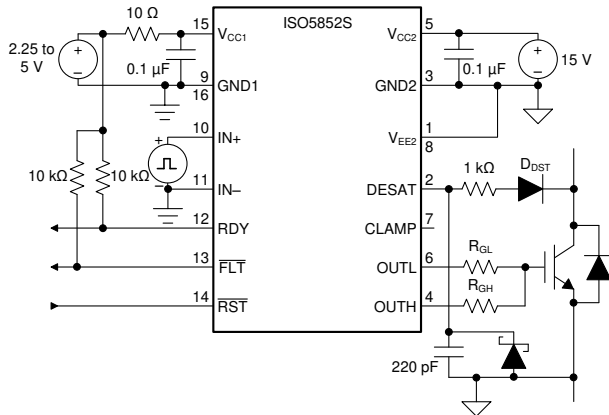 ISO5852S
10 Ω
15
VCC1
VCC2
5
2.25 to
5 V
+
−
0.1 µF
0.1 µF
+
−
15 V
9
GND1
16
GND2
3
10
IN+
VEE2
1
8
+
−
11
IN−
DESAT
2
1 kΩ
DDST
10 kΩ
10 kΩ
12
RDY
CLAMP
7
13
FLT
OUTL
6
RGL
14
RST
OUTH
4
RGH
220 pF